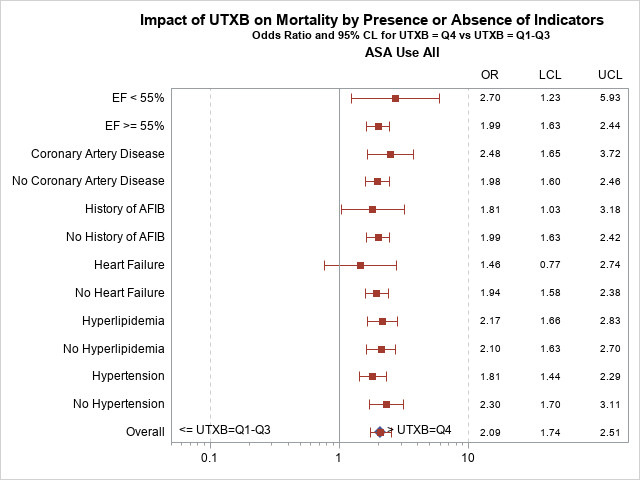 Impact of UTXB on Mortality by Presence or Absence of Indicators
Odds Ratio and 95% CL for UTXB = Q4 vs UTXB = Q1-Q3
ASA Use All
OR LCL UCL
EF < 55% 2.70 1.23 5.93
EF >= 55% 1.99 1.63 2.44
Coronary Artery Disease 2.48 1.65 3.72
No Coronary Artery Disease 1.98 1.60 2.46
History of AFIB 1.81 1.03 3.18
No History of AFIB 1.99 1.63 2.42
Heart Failure 1.46 0.77 2.74
No Heart Failure 1.94 1.58 2.38
Hyperlipidemia 2.17 1.66 2.83
No Hyperlipidemia 2.10 1.63 2.70
Hypertension 1.81 1.44 2.29
No Hypertension 2.30 1.70 3.11
Overall <= UTXB=Q1-Q3 > UTXB=Q4 2.09 1.74 2.51
0.1 1 10